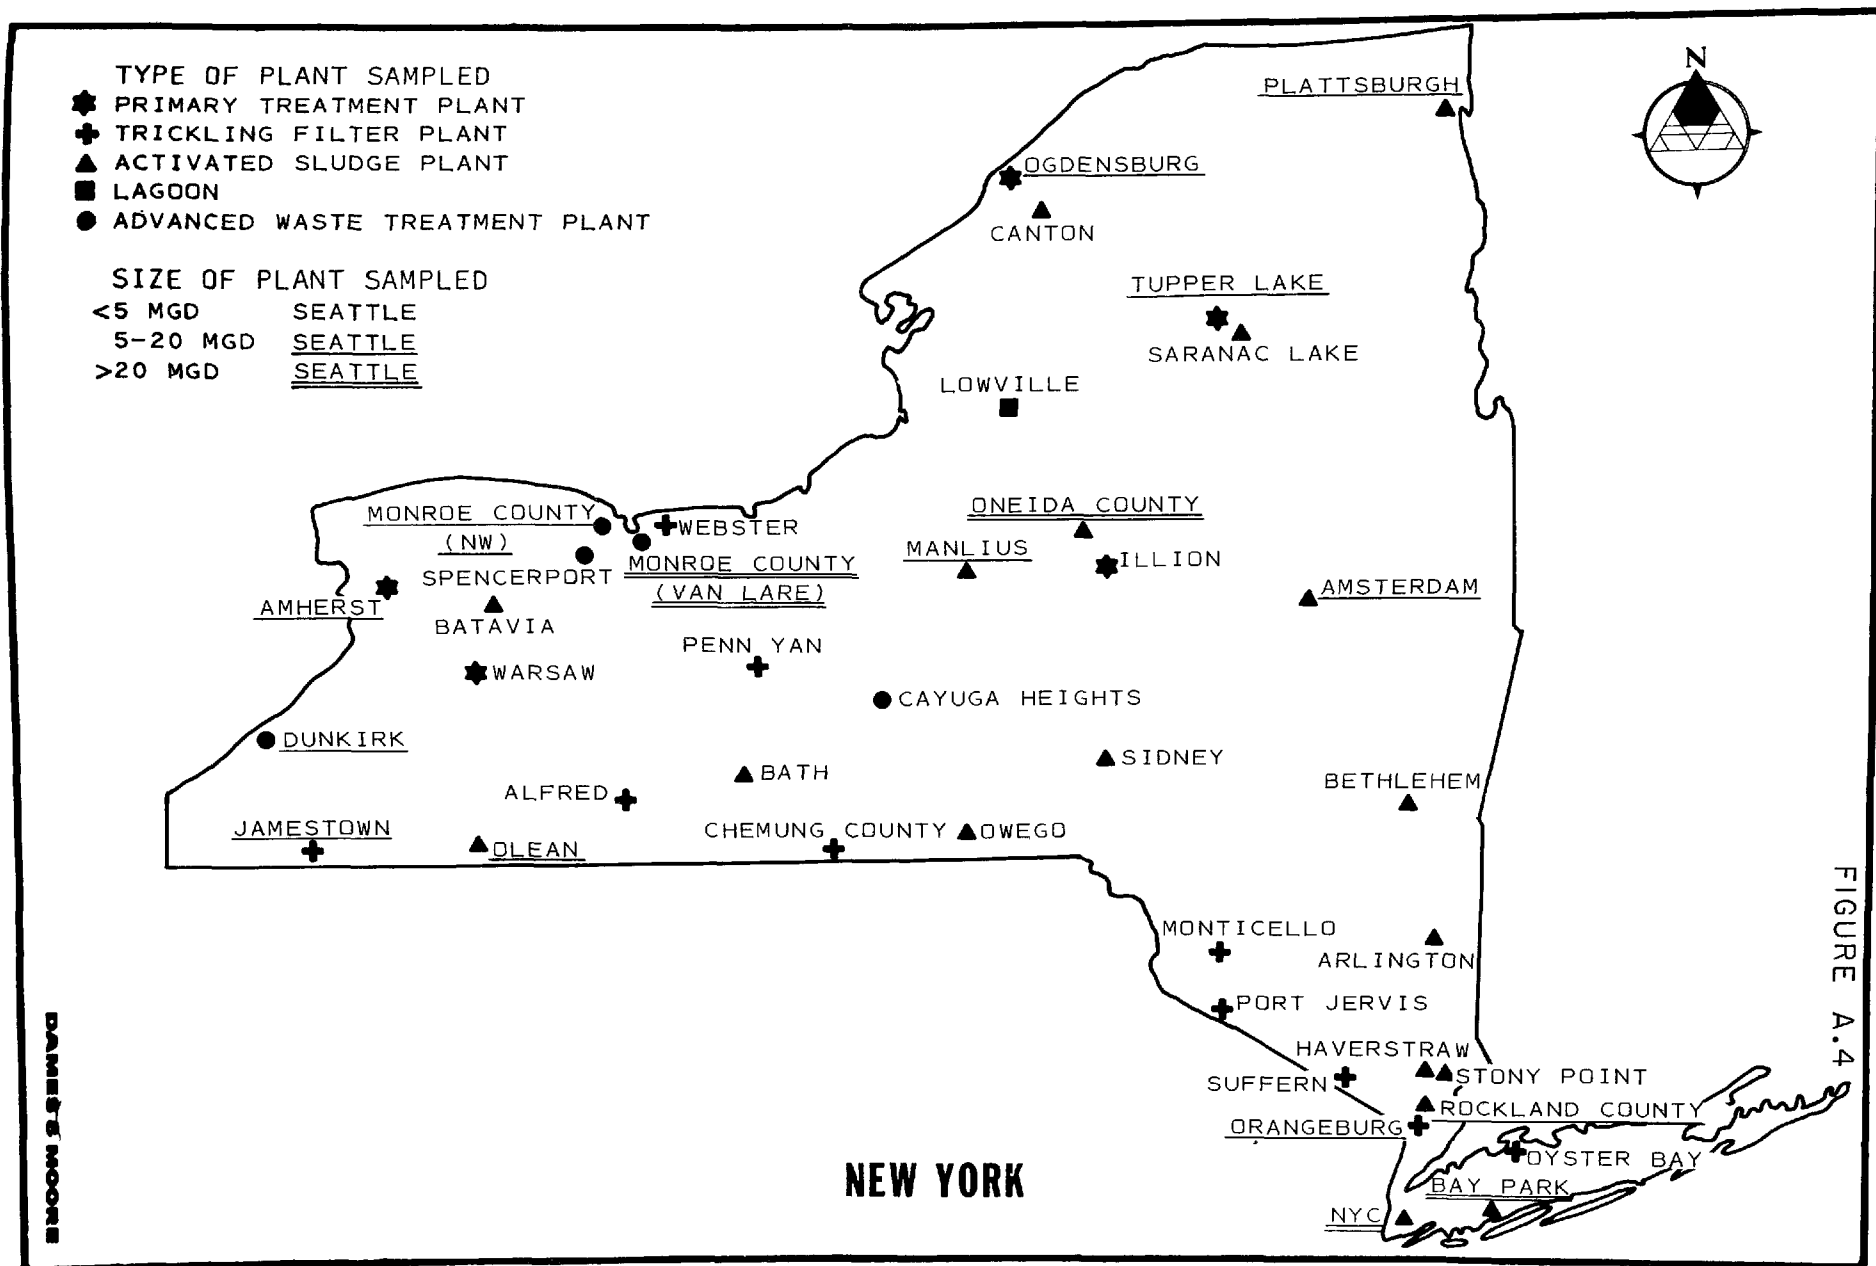 TYPE OF PLANT SAMPLED
PRIMARY TREATMENT PLANT
TRICKLING FILTER PLANT
ACTIVATED SLUDGE PLANT
LAGOON
ADVANCED WASTE TREATMENT PLANT
SIZE OF PLANT SAMPLED
<5 MGD SEATTLE
5-20 MGD SEATTLE
>20 MGD SEATTLE
N
PLATTSBURGH
OGDENSBURG
CANTON
TUPPER LAKE
SARANAC LAKE
LOWVILLE
MONROE COUNTY
(NW)
WEBSTER
SPENCERPORT
MONROE COUNTY
(VAN LARE)
ONEIDA COUNTY
MANLIUS
ILLION
AMSTERDAM
AMHERST
BATAVIA
PENN YAN
WARSAW
CAYUGA HEIGHTS
DUNKIRK
BATH
SIDNEY
BETHLEHEM
ALFRED
JAMESTOWN
OLEAN
CHEMUNG COUNTY
OWEGO
MONTICELLO
ARLINGTON
PORT JERVIS
HAVERSTRAW
SUFFERN
STONY POINT
ROCKLAND COUNTY
ORANGEBURG
OYSTER BAY
BAY PARK
NYC
NEW YORK
FIGURE A.4
DAMES & MOORE